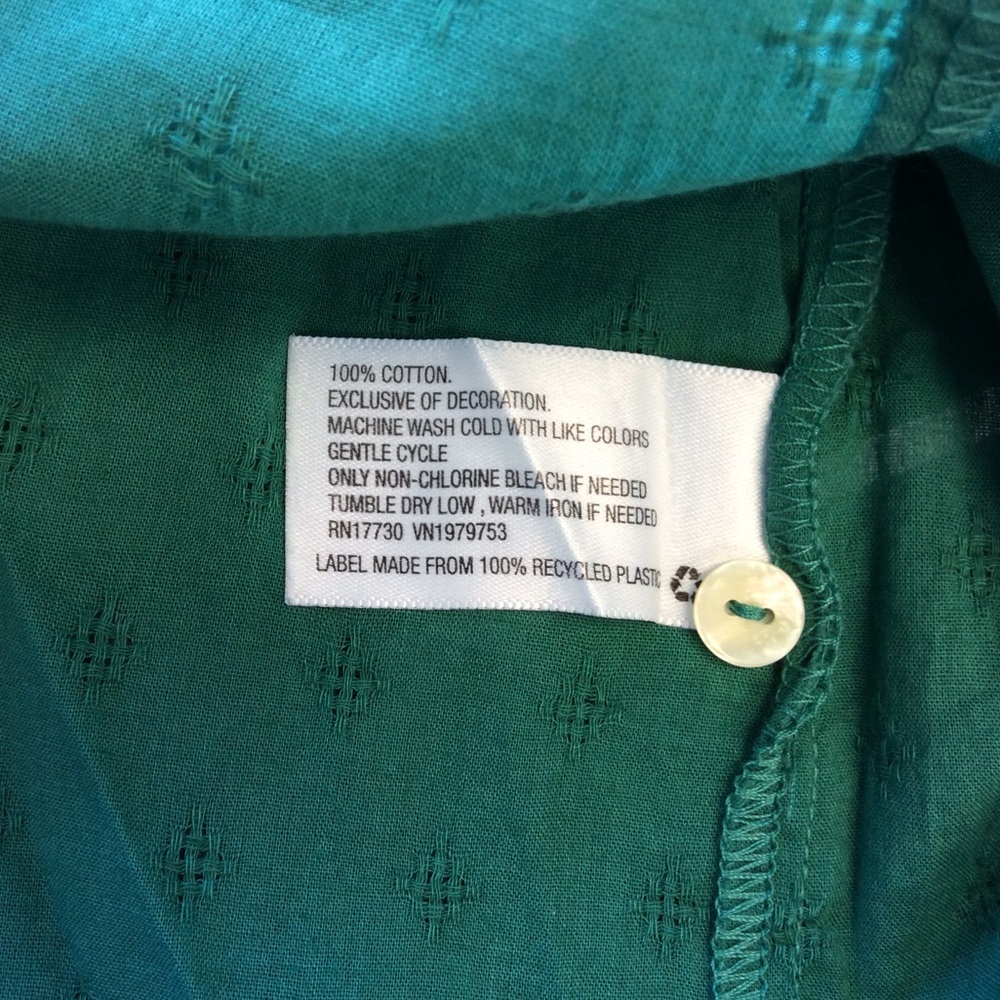 100% COTTON.
EXCLUSIVE OF DECORATION.
MACHINE WASH COLD WITH LIKE COLORS
GENTLE CYCLE
ONLY NON-CHLORINE BLEACH IF NEEDED
TUMBLE DRY LOW , WARM IRON IF NEEDED
RN17730 VN1979753
LABEL MADE FROM 100% RECYCLED PLASTIC